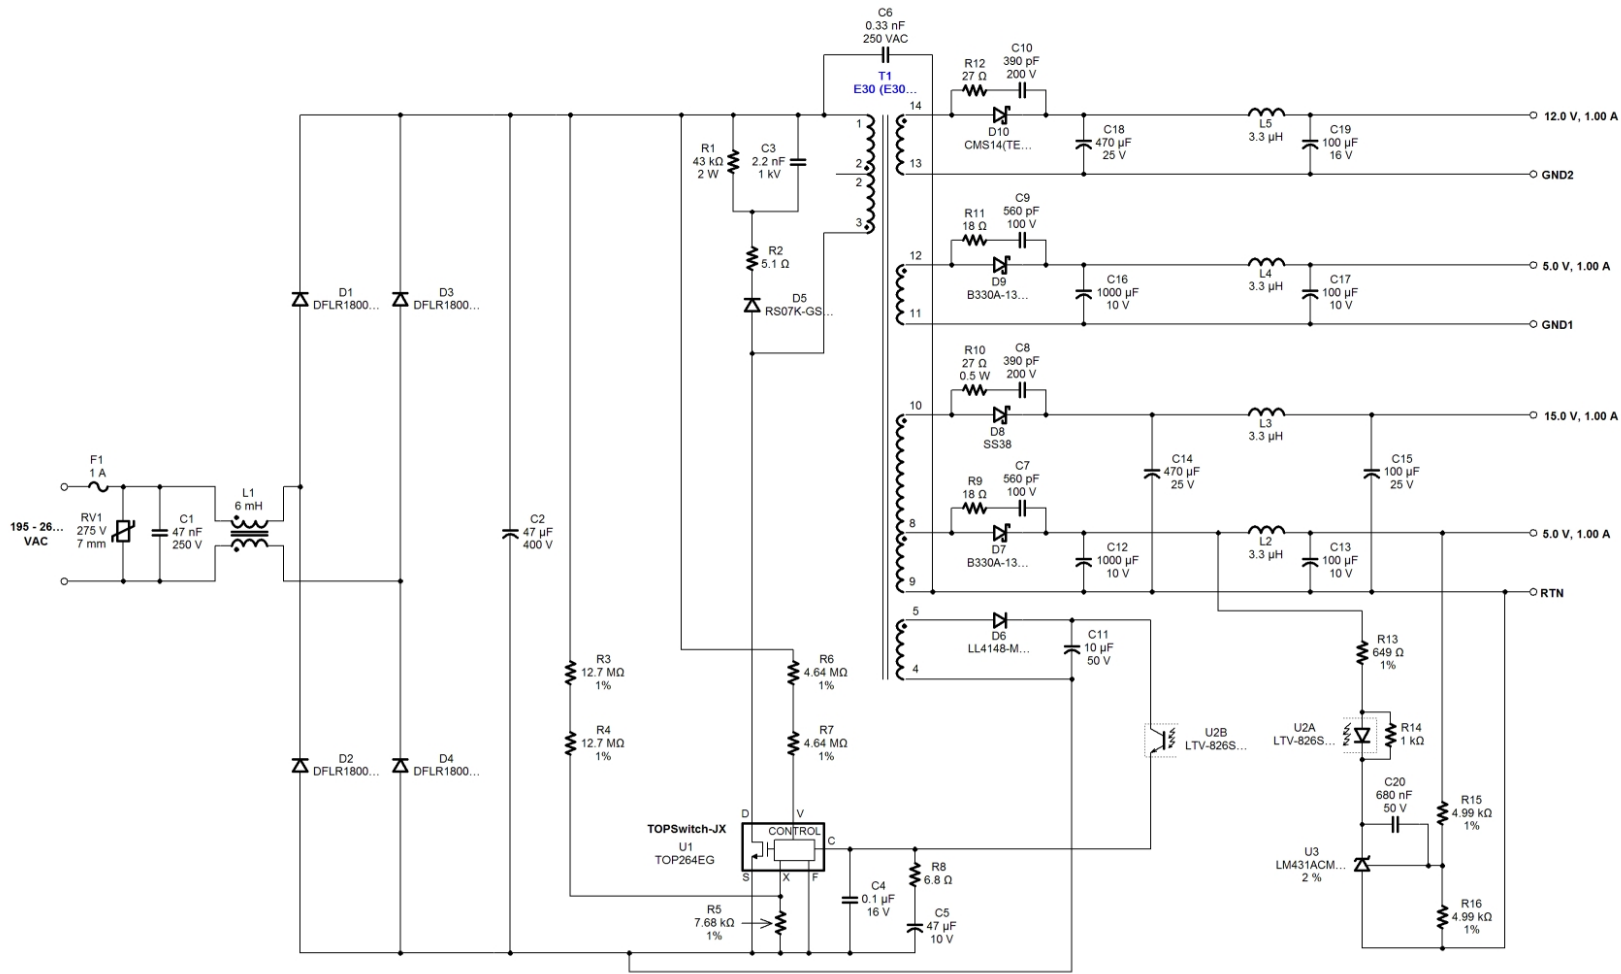 C6
0.33 nF
250 VAC
T1
E30 (E30...
R12
27 Ω
C10
390 pF
200 V
14
D10
CMS14(TE...
C18
470 µF
25 V
L5
3.3 µH
C19
100 µF
16 V
12.0 V, 1.00 A
13
GND2
1
2
2
3
R1
43 kΩ
2 W
C3
2.2 nF
1 kV
R2
5.1 Ω
D5
RS07K-GS...
R11
18 Ω
C9
560 pF
100 V
12
D9
B330A-13...
C16
1000 µF
10 V
L4
3.3 µH
C17
100 µF
10 V
5.0 V, 1.00 A
11
GND1
D1
DFLR1800...
D3
DFLR1800...
R10
27 Ω
0.5 W
C8
390 pF
200 V
10
D8
SS38
C14
470 µF
25 V
L3
3.3 µH
C15
100 µF
25 V
15.0 V, 1.00 A
R9
18 Ω
C7
560 pF
100 V
8
D7
B330A-13...
C12
1000 µF
10 V
L2
3.3 µH
C13
100 µF
10 V
5.0 V, 1.00 A
9
RTN
F1
1 A
195 - 26...
VAC
RV1
275 V
7 mm
C1
47 nF
250 V
L1
6 mH
C2
47 µF
400 V
5
D6
LL4148-M...
C11
10 µF
50 V
4
R3
12.7 MΩ
1%
R6
4.64 MΩ
1%
R4
12.7 MΩ
1%
R7
4.64 MΩ
1%
R13
649 Ω
1%
U2B
LTV-826S...
U2A
LTV-826S...
R14
1 kΩ
D2
DFLR1800...
D4
DFLR1800...
C20
680 nF
50 V
R15
4.99 kΩ
1%
D
V
TOPSwitch-JX
U1
TOP264EG
CONTROL
C
S
X
F
R5
7.68 kΩ
1%
C4
0.1 µF
16 V
R8
6.8 Ω
C5
47 µF
10 V
U3
LM431ACM...
2 %
R16
4.99 kΩ
1%